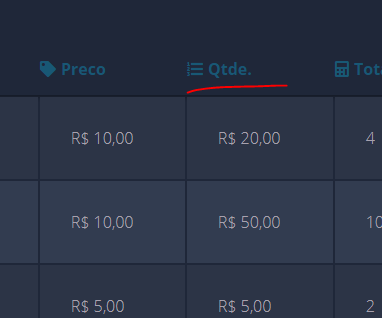 Preco Qtde.
R$ 10,00 R$ 20,00 4
R$ 10,00 R$ 50,00
R$ 5,00 R$ 5,00 2